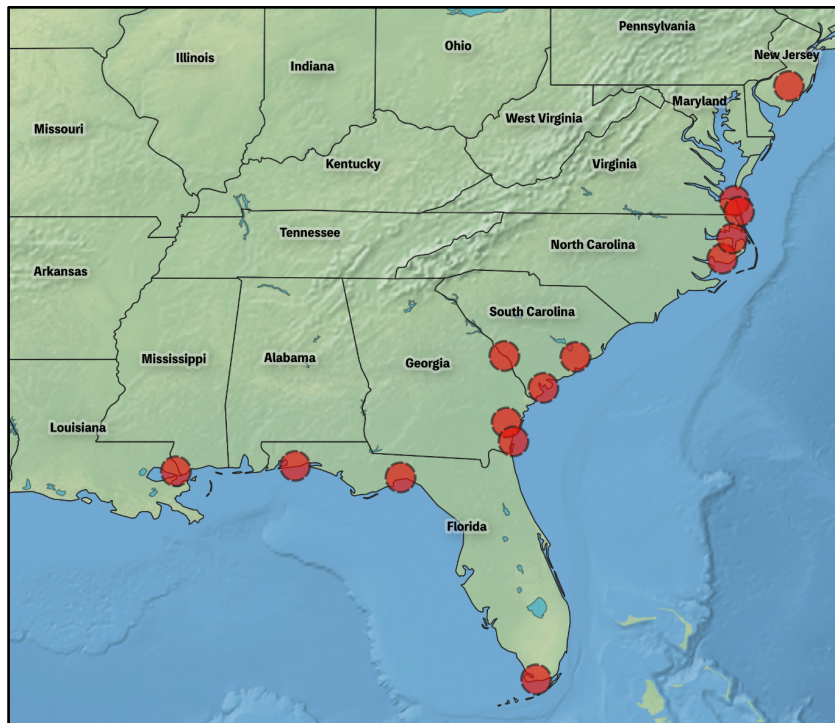 Pennsylvania
New Jersey
Ohio
Illinois
Indiana
Maryland
West Virginia
Missouri
Kentucky
Virginia
Tennessee
North Carolina
Arkansas
South Carolina
Mississippi
Alabama
Georgia
Louisiana
Florida